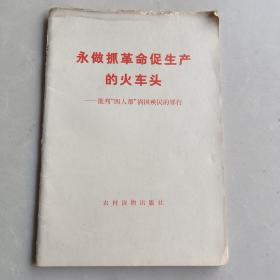 永做抓革命促生产
的火车头
——批判“四人帮”祸国殃民的罪行
农村读物出版社